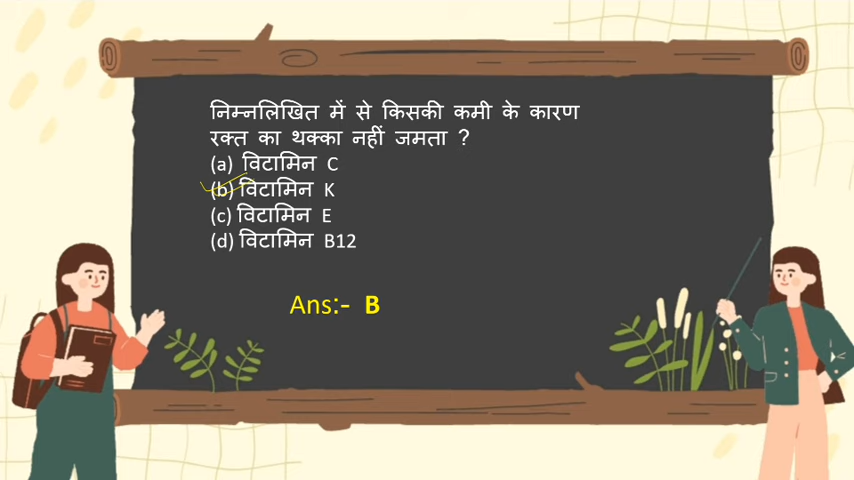 निम्नलिखित में से किसकी कमी के कारण
रक्त का थक्का नहीं जमता ?
(a) विटामिन C
(b) विटामिन K
(c) विटामिन E
(d) विटामिन B12
Ans:- B